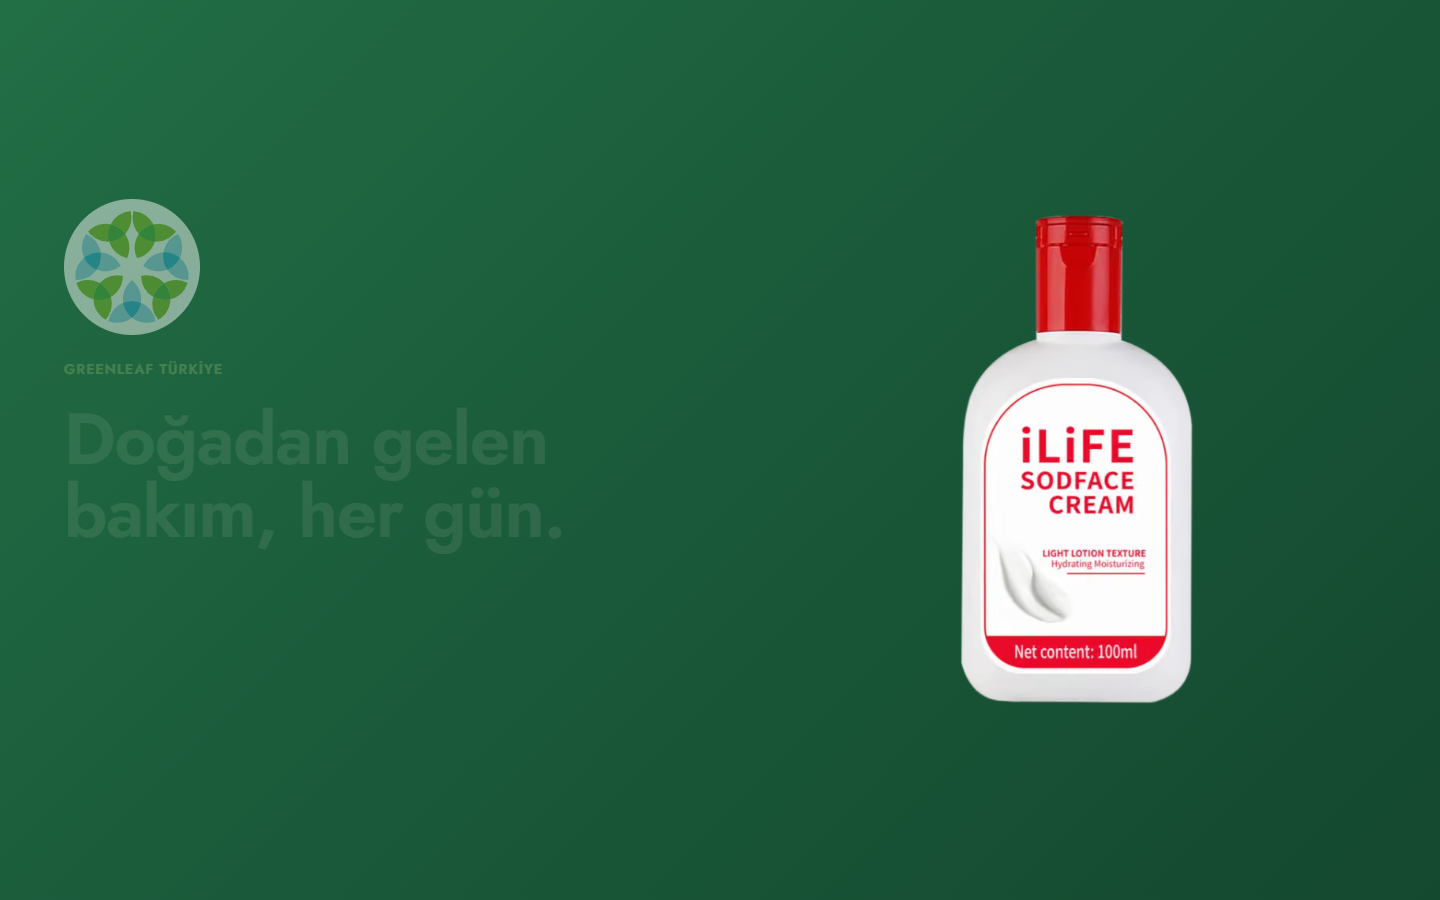 GREENLEAF TÜRKİYE
Doğadan gelen
bakım, her gün.
iLiFE
SODFACE
CREAM
LIGHT LOTION TEXTURE
Hydrating Moisturizing
Net content: 100ml